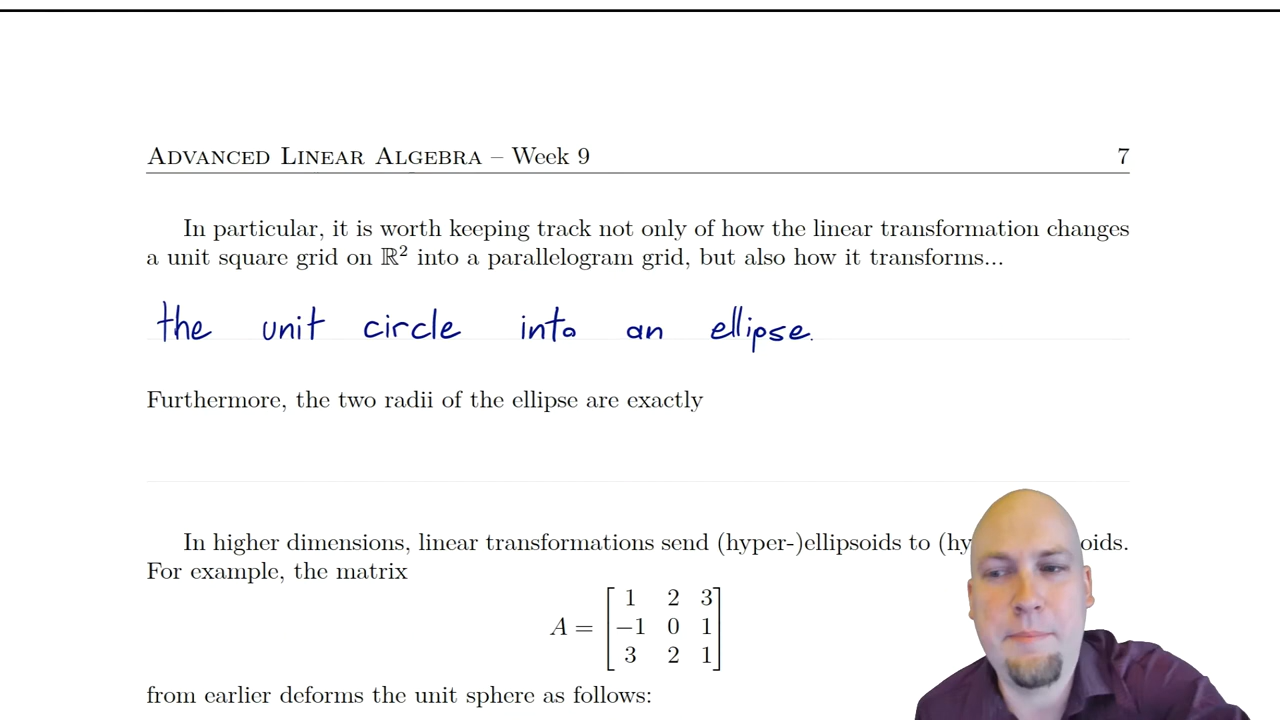 ADVANCED LINEAR ALGEBRA – Week 9 7
In particular, it is worth keeping track not only of how the linear transformation changes
a unit square grid on ℝ² into a parallelogram grid, but also how it transforms...
the unit circle into an ellipse.
Furthermore, the two radii of the ellipse are exactly
In higher dimensions, linear transformations send (hyper-)ellipsoids to
For example, the matrix
A = [1 2 3
−1 0 1
3 2 1]
from earlier deforms the unit sphere as follows: